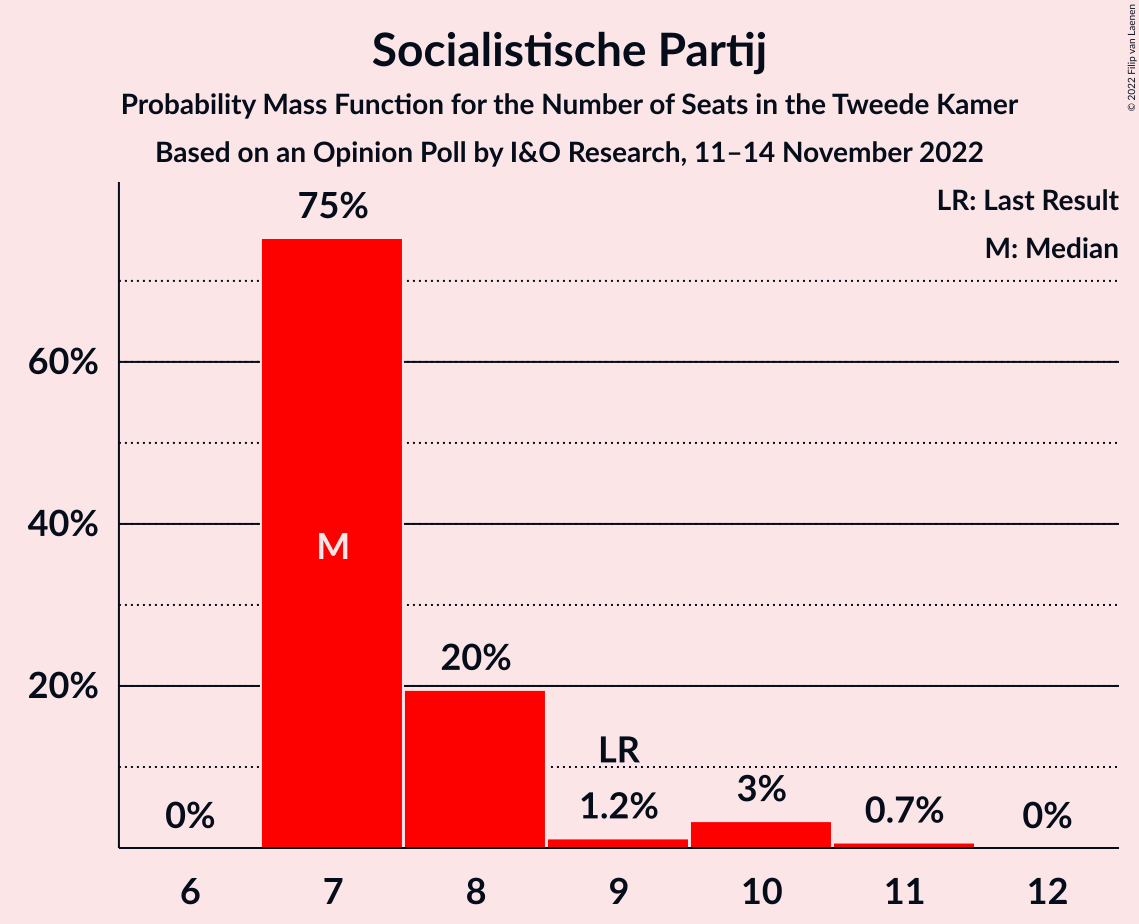 Socialistische Partij
Probability Mass Function for the Number of Seats in the Tweede Kamer
Based on an Opinion Poll by I&O Research, 11–14 November 2022
© 2022 Filip van Laenen
LR: Last Result
M: Median
75%
60%
M
40%
20%
20%
LR
0%
1.2%
3%
0.7%
0%
6 7 8 9 10 11 12